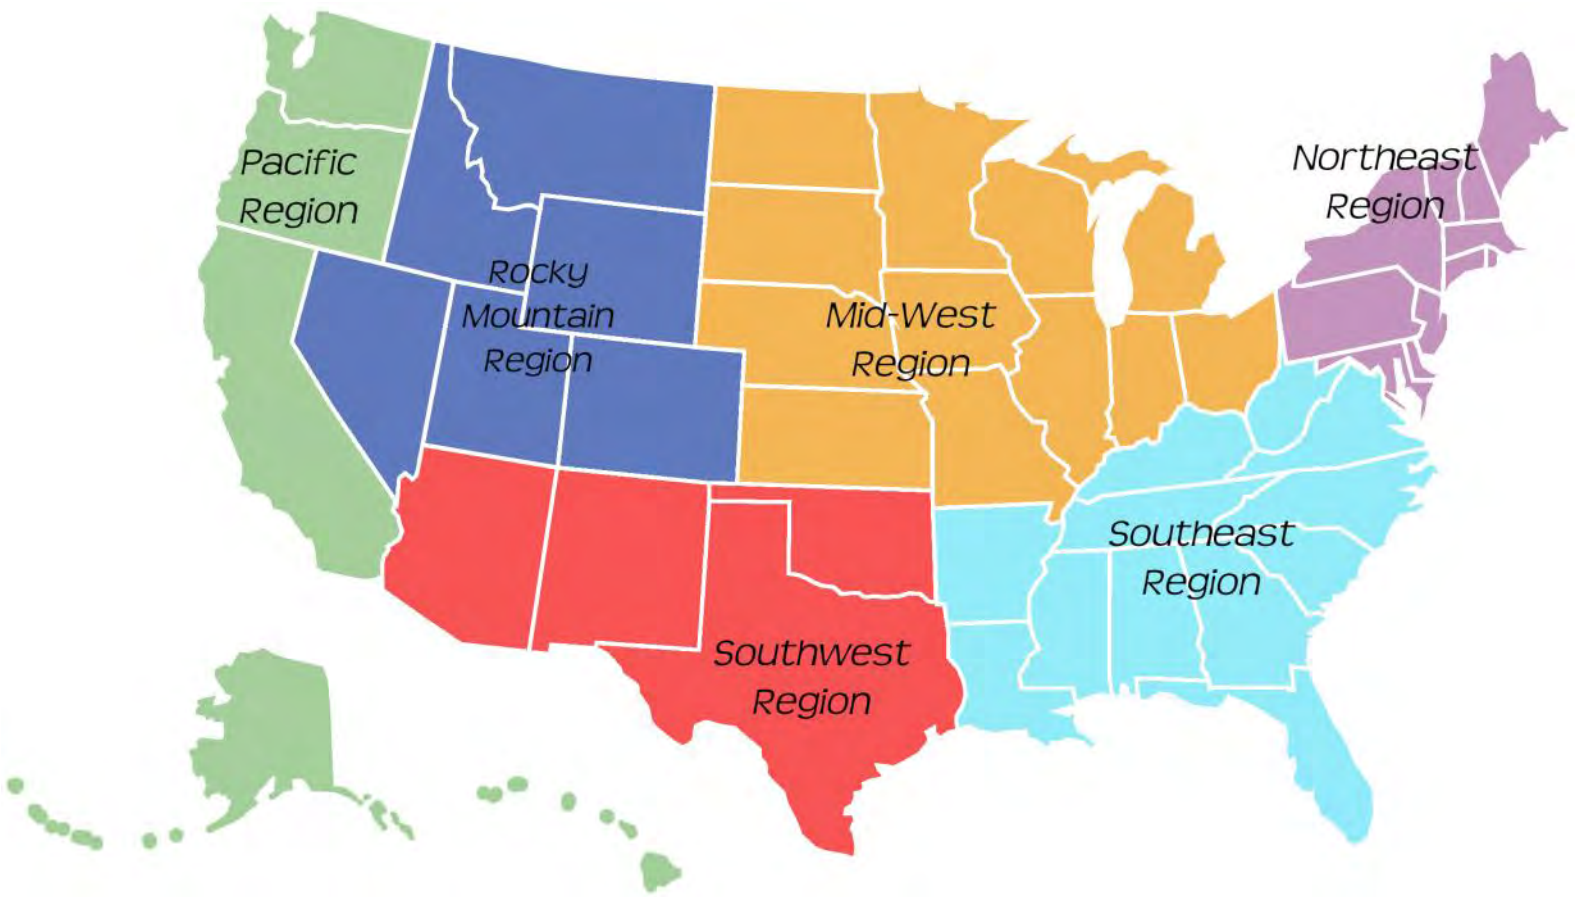 Pacific
Region
Rocky
Mountain
Region
Mid-West
Region
Northeast
Region
Southeast
Region
Southwest
Region